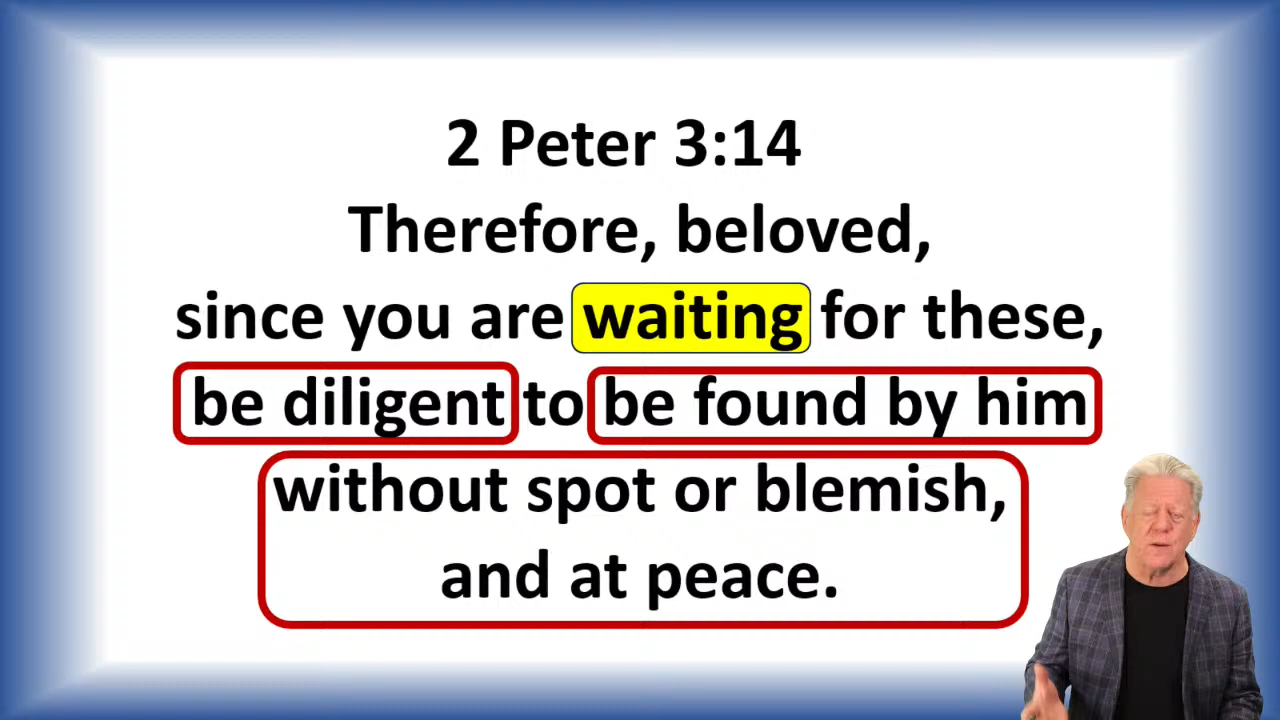 2 Peter 3:14
Therefore, beloved,
since you are waiting for these,
be diligent to be found by him
without spot or blemish,
and at peace.